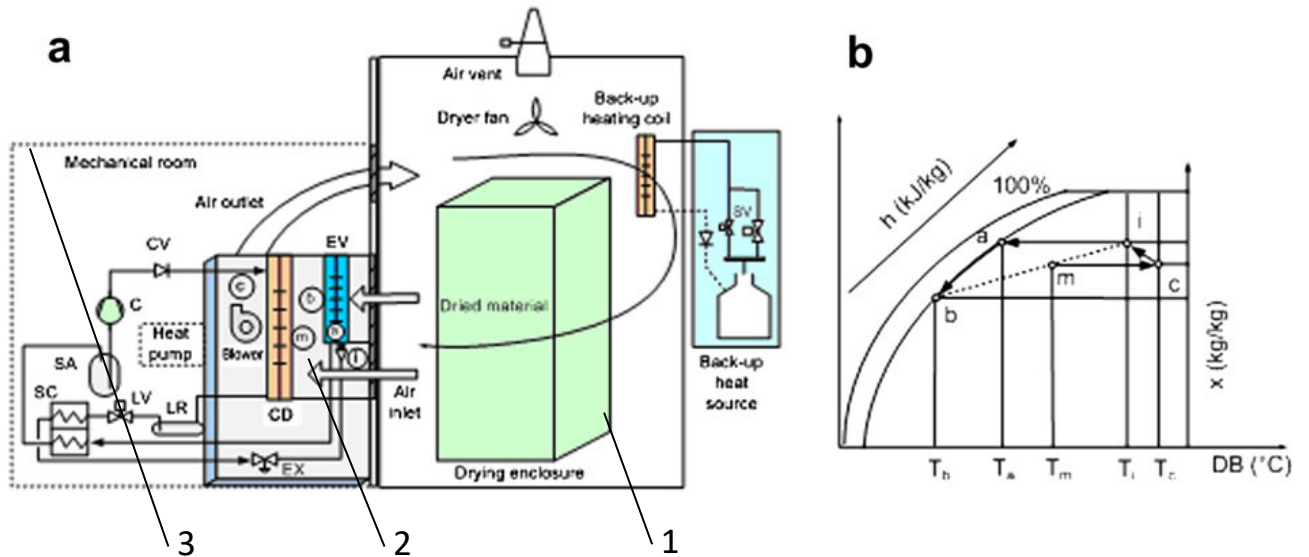 a
b
Air vent
Dryer fan
Back-up
heating coil
Mechanical room
Air outlet
CV
EV
SV
C
c
b
Heat
pump
Blower
m
a
i
Dried material
SA
SC
LV
LR
CD
Air
inlet
Back-up
heat
source
EX
Drying enclosure
3
2
1
h (kJ/kg)
100%
a
i
m
c
b
x (kg/kg)
Tb
Ta
Tm
Ti
Tc
DB (°C)